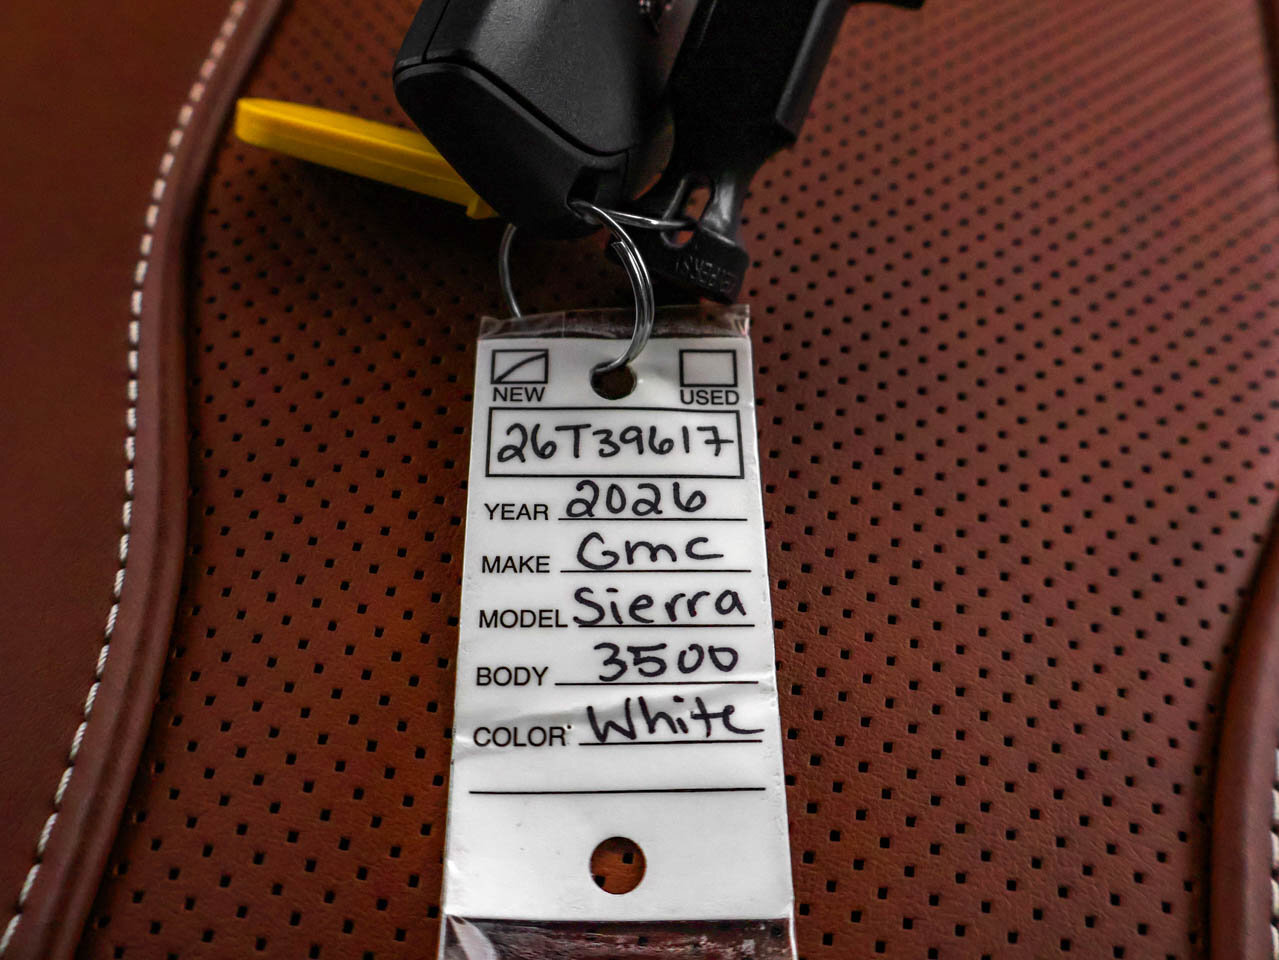 NEW USED
26T39617
YEAR 2026
MAKE Gmc
MODEL Sierra
BODY 3500
COLOR White